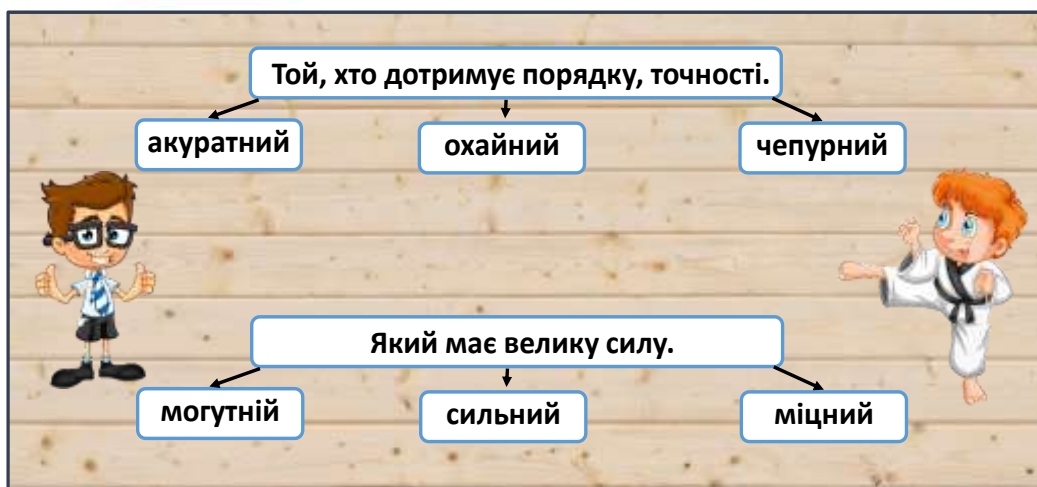 Той, хто дотримує порядку, точності.
акуратний охайний чепурний
Який має велику силу.
могутній сильний міцний